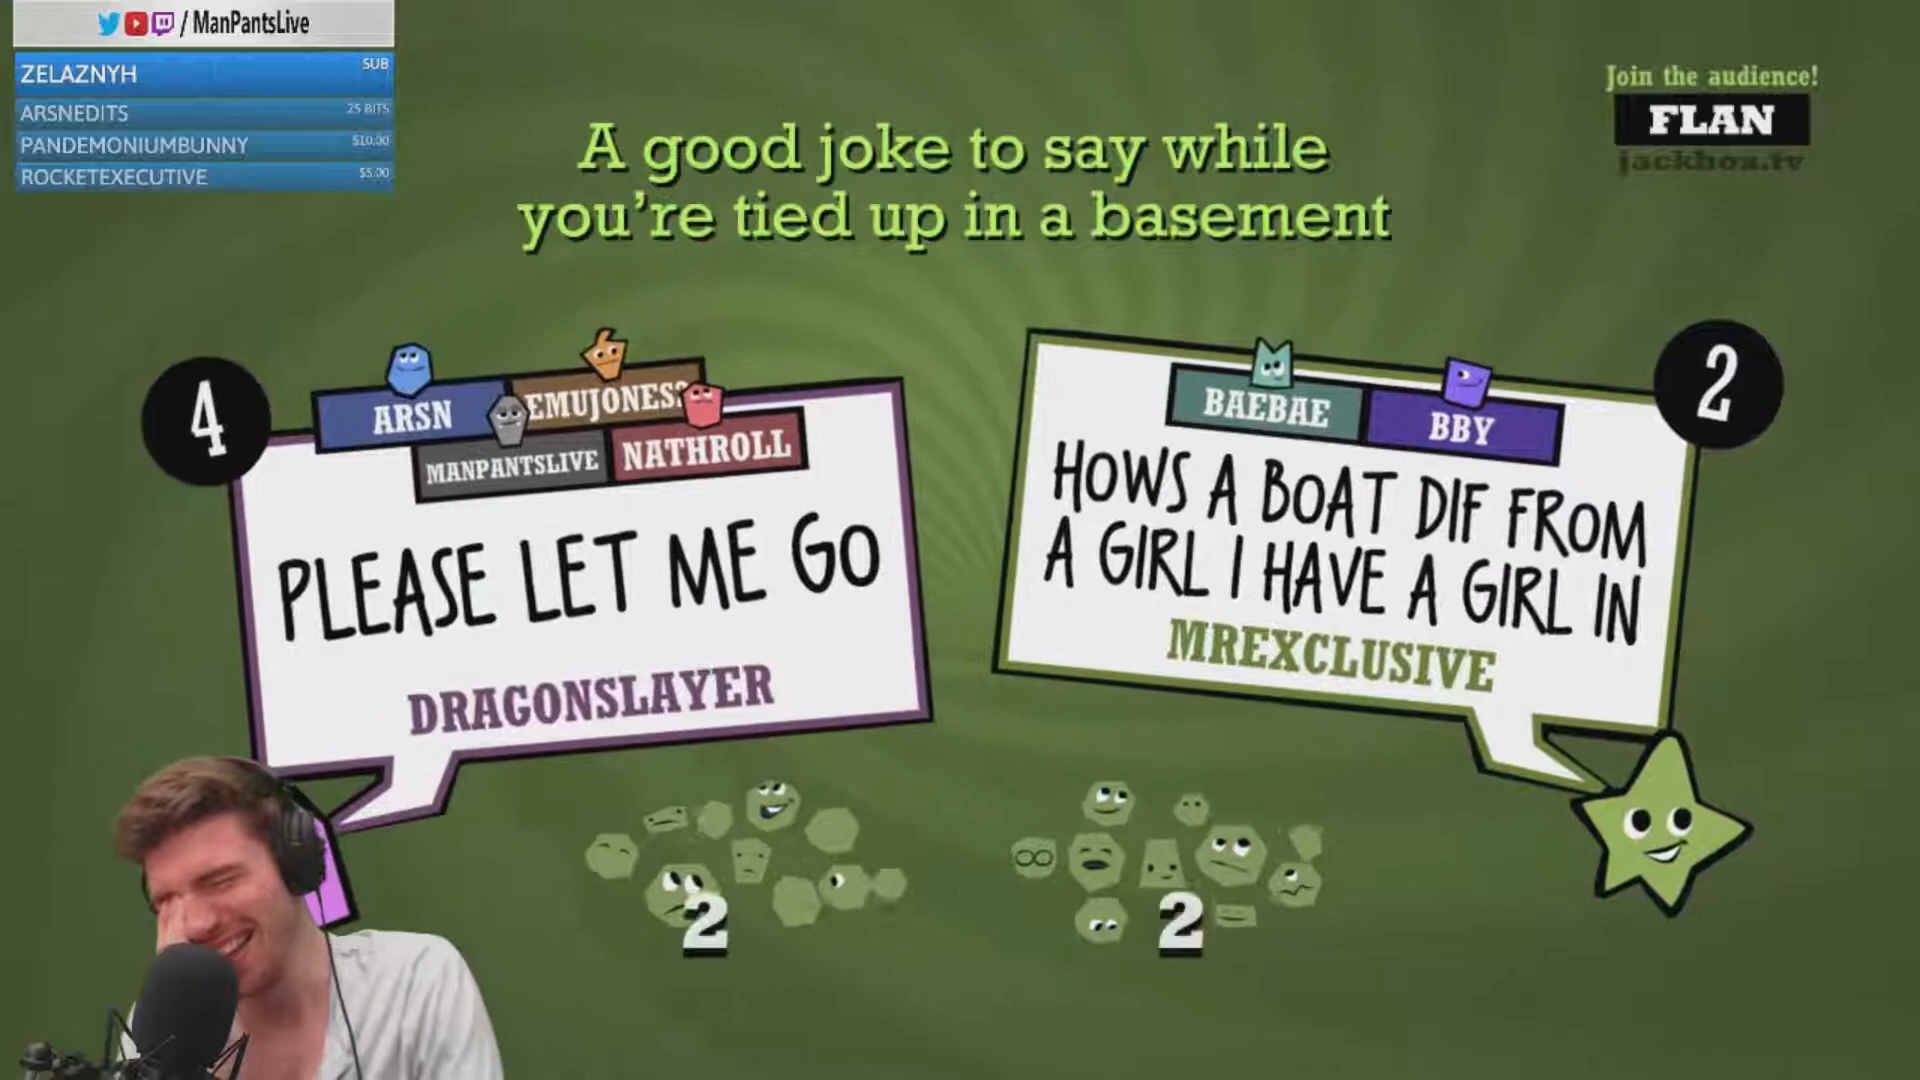 / ManPantsLive
ZELAZNYH SUB
ARSNEDITS 25 BITS
PANDEMONIUMBUNNY $10.00
ROCKETEXECUTIVE $5.00
Join the audience!
FLAN
jackbox.tv
A good joke to say while
you're tied up in a basement
4
ARSN
EMUJONES?
MANPANTSLIVE
NATHROLL
PLEASE LET ME GO
DRAGONSLAYER
2
BAEBAE
BBY
HOWS A BOAT DIF FROM
A GIRL I HAVE A GIRL IN
MREXCLUSIVE
2
2